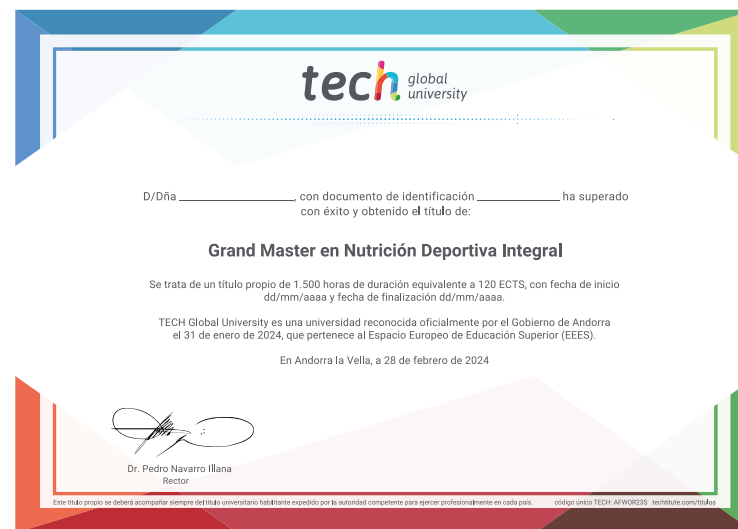 tech global
university
D/Dña ______________, con documento de identificación ______________ ha superado
con éxito y obtenido el título de:
Grand Master en Nutrición Deportiva Integral
Se trata de un título propio de 1.500 horas de duración equivalente a 120 ECTS, con fecha de inicio
dd/mm/aaaa y fecha de finalización dd/mm/aaaa.
TECH Global University es una universidad reconocida oficialmente por el Gobierno de Andorra
el 31 de enero de 2024, que pertenece al Espacio Europeo de Educación Superior (EEES).
En Andorra la Vella, a 28 de febrero de 2024
Dr. Pedro Navarro Illana
Rector
Este título propio se deberá acompañar siempre del título universitario habilitante expedido por la autoridad competente para ejercer profesionalmente en cada país. código único TECH: AFWOR23S techtitute.com/titulos